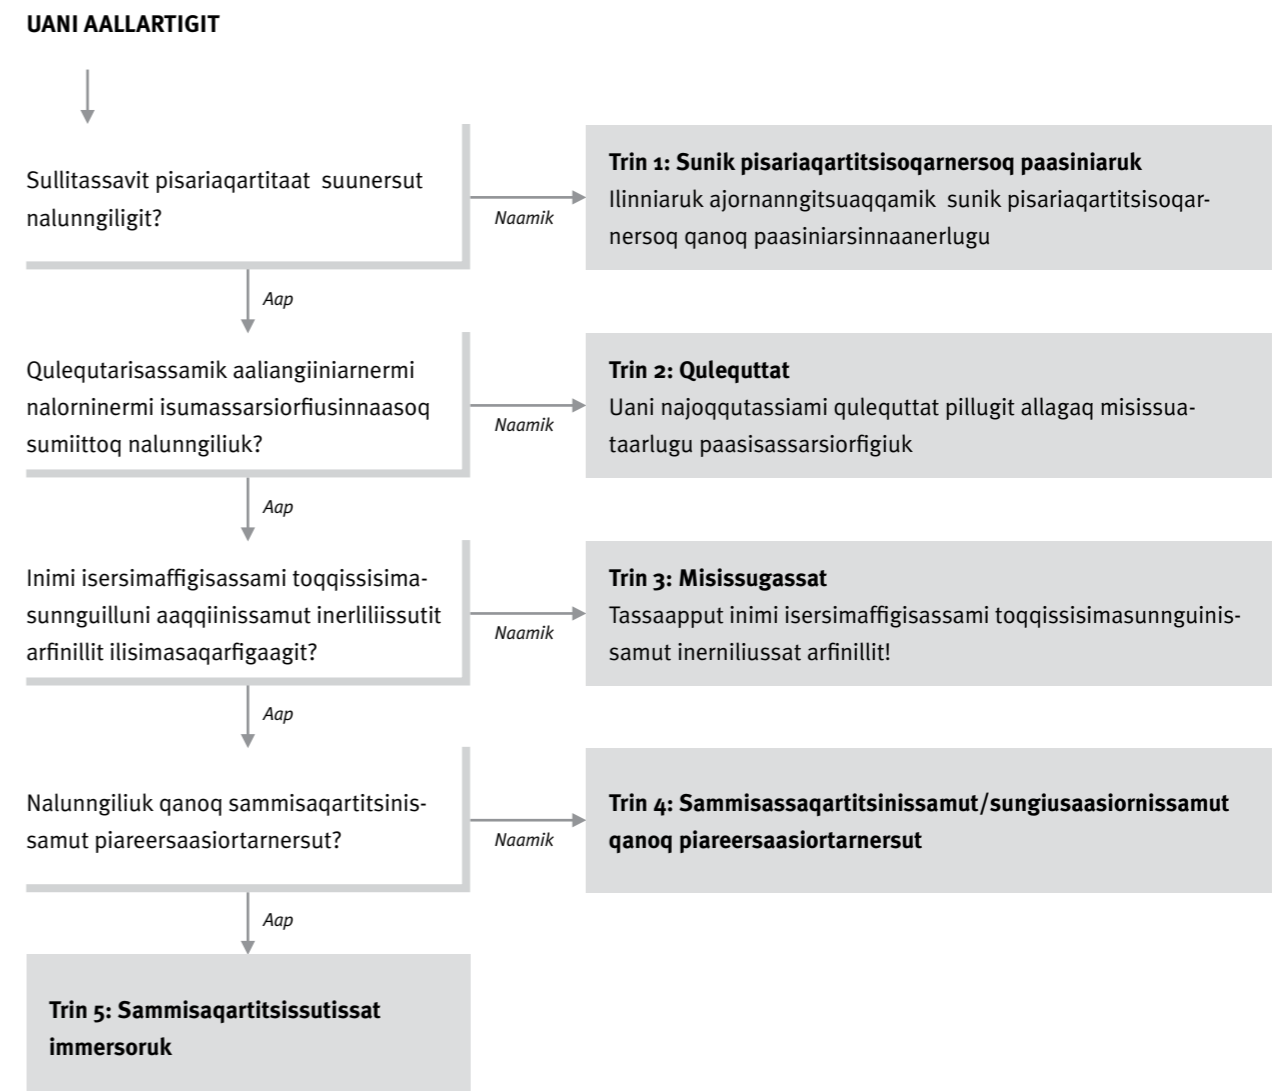 UANI AALLARTIGIT
Sullitassavit pisariaqartitaat suunersut
nalunngiligit?
Naamik
Trin 1: Sunik pisariaqartitsisoqarnersoq paasiniaruk
Ilinniaruk ajornanngitsuaqqamik sunik pisariaqartitsisoqar-
nersoq qanoq paasiniarsinnaanerlugu
Aap
Qulequtarisassamik aaliangiiniarnermi
nalorninermi isumassarsiorfiusinnaasoq
sumiittoq nalunngiliuk?
Naamik
Trin 2: Qulequttat
Uani najoqqutassiami qulequttat pillugit allagaq misissua-
taarlugu paasisassarsiorfigiuk
Aap
Inimi isersimaffigisassami toqqissisima-
sunnguilluni aaqqiinissamut inerliliissutit
arfinillit ilisimasaqarfigaagit?
Naamik
Trin 3: Misissugassat
Tassaapput inimi isersimaffigisassami toqqissisimasunnguinis-
samut inerniliussat arfinillit!
Aap
Nalunngiliuk qanoq sammisaqartitsinis-
samut piareersaasiortarnersut?
Naamik
Trin 4: Sammisassaqartitsinissamut/sungiusaasiornissamut
qanoq piareersaasiortarnersut
Aap
Trin 5: Sammisaqartitsissutissat
immersoruk